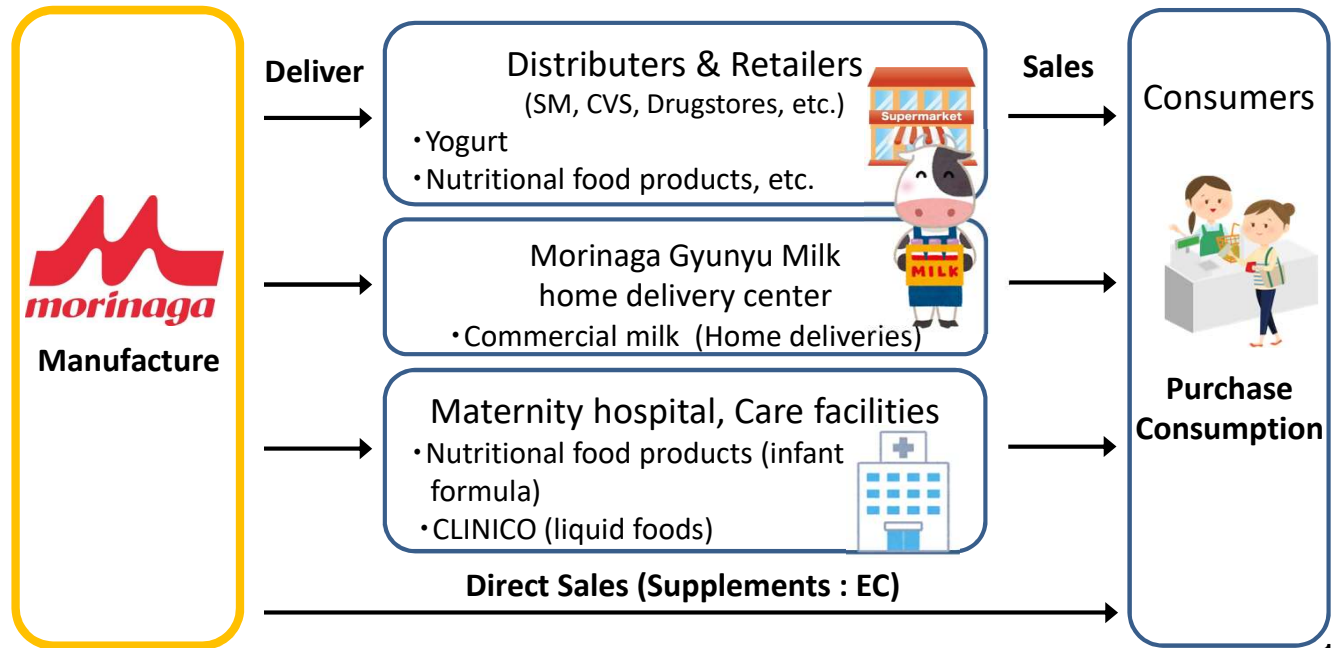 Deliver
Distributers & Retailers
(SM, CVS, Drugstores, etc.)
・Yogurt
・Nutritional food products, etc.
Supermarket
Sales
Consumers
morinaga
Manufacture
Morinaga Gyunyu Milk
home delivery center
・Commercial milk (Home deliveries)
MILK
Maternity hospital, Care facilities
・Nutritional food products (infant
formula)
・CLINICO (liquid foods)
Purchase
Consumption
Direct Sales (Supplements : EC)